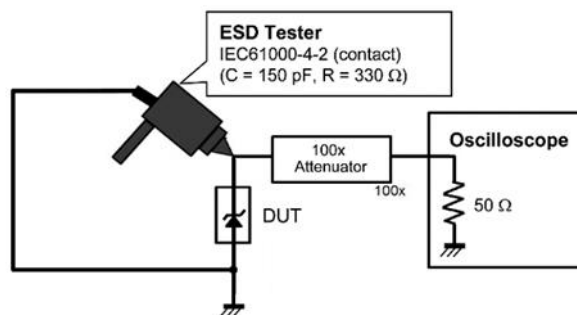 ESD Tester
IEC61000-4-2 (contact)
(C = 150 pF, R = 330 Ω)
100x
Attenuator
100x
Oscilloscope
50 Ω
DUT